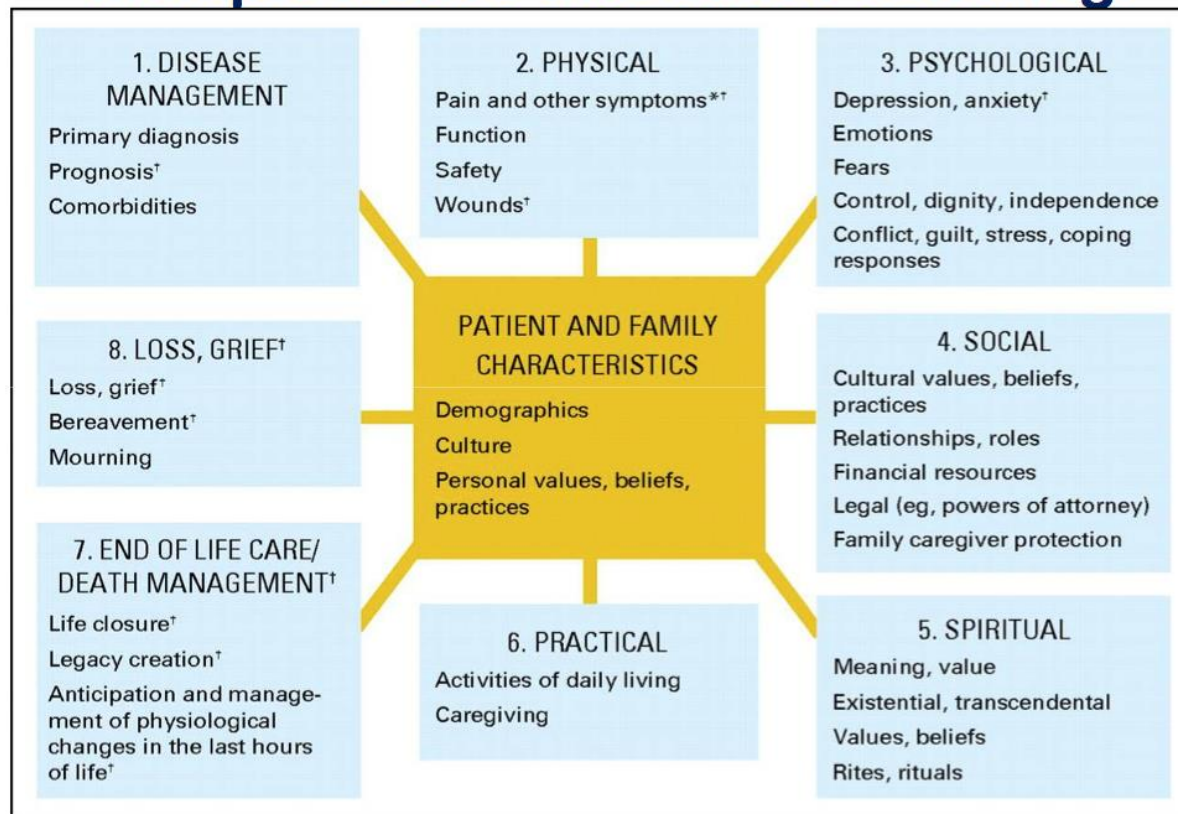 1. DISEASE
MANAGEMENT
Primary diagnosis
Prognosis†
Comorbidities
2. PHYSICAL
Pain and other symptoms*†
Function
Safety
Wounds†
3. PSYCHOLOGICAL
Depression, anxiety†
Emotions
Fears
Control, dignity, independence
Conflict, guilt, stress, coping
responses
PATIENT AND FAMILY
CHARACTERISTICS
Demographics
Culture
Personal values, beliefs,
practices
4. SOCIAL
Cultural values, beliefs,
practices
Relationships, roles
Financial resources
Legal (eg, powers of attorney)
Family caregiver protection
5. SPIRITUAL
Meaning, value
Existential, transcendental
Values, beliefs
Rites, rituals
6. PRACTICAL
Activities of daily living
Caregiving
7. END OF LIFE CARE/
DEATH MANAGEMENT†
Life closure†
Legacy creation†
Anticipation and manage-
ment of physiological
changes in the last hours
of life†
8. LOSS, GRIEF†
Loss, grief†
Bereavement†
Mourning